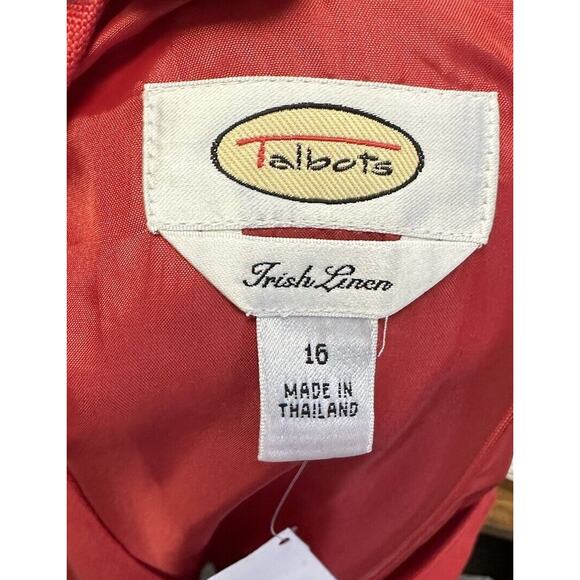 Talbots
Irish Linen
16
MADE IN
THAILAND